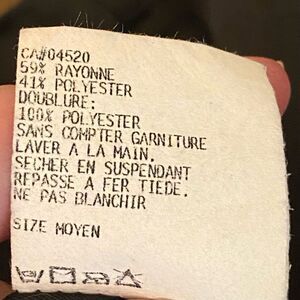 CA#04520
59% RAYONNE
41% POLYESTER
DOUBLURE:
100% POLYESTER
SANS COMPTER GARNITURE
LAVER A LA MAIN.
SECHER EN SUSPENDANT
REPASSE A FER TIEDE.
NE PAS BLANCHIR
SIZE MOYEN